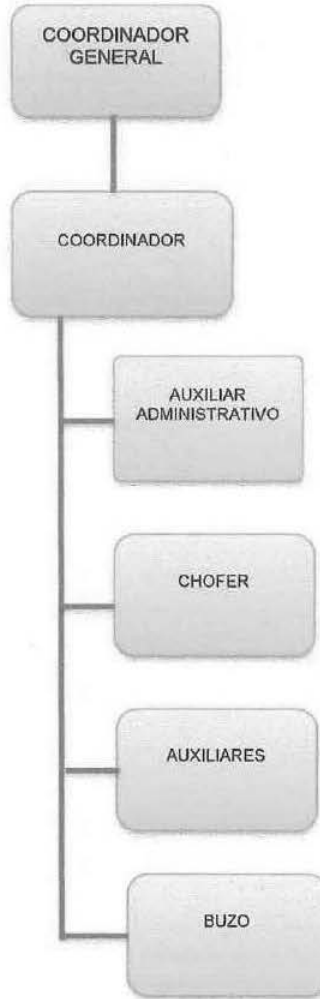 COORDINADOR
GENERAL
COORDINADOR
AUXILIAR
ADMINISTRATIVO
CHOFER
AUXILIARES
BUZO